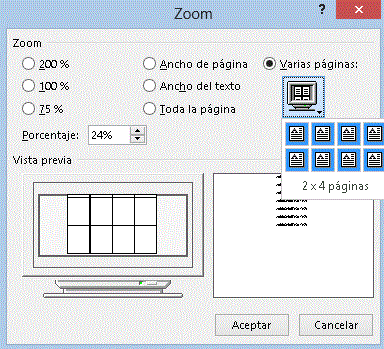 Zoom
Zoom
200 %
Ancho de página
Varias páginas:
100 %
Ancho del texto
75 %
Toda la página
Porcentaje: 24%
2 x 4 páginas
Vista previa
Aceptar
Cancelar